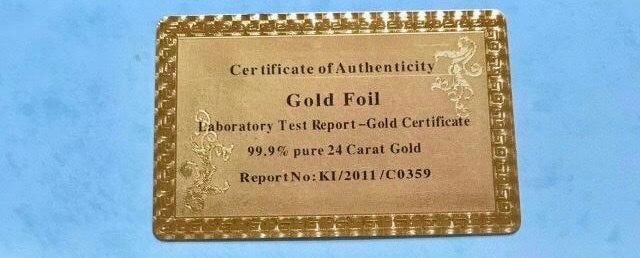 Certificate of Authenticity
Gold Foil
Laboratory Test Report-Gold Certificate
99.9% pure 24 Carat Gold
Report No: KI/2011/C0359